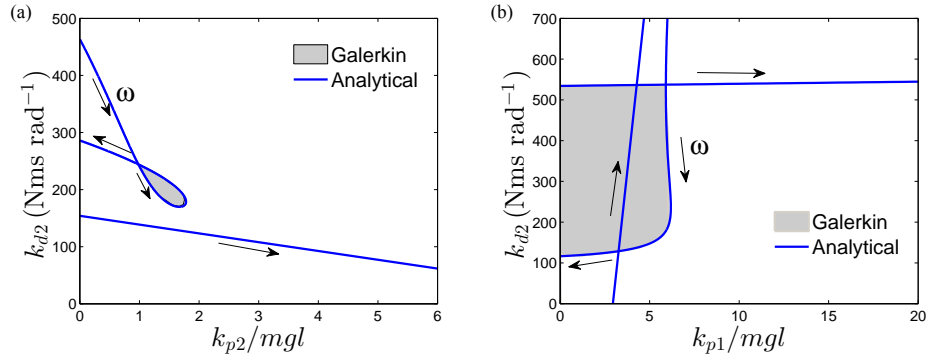 (a)
500
400
300
200
100
0
k_{d2} (Nms rad^{−1})
0 1 2 3 4 5 6
k_{p2}/mgl
Galerkin
Analytical
ω
(b)
700
600
500
400
300
200
100
0
k_{d2} (Nms rad^{−1})
0 5 10 15 20
k_{p1}/mgl
ω
Galerkin
Analytical